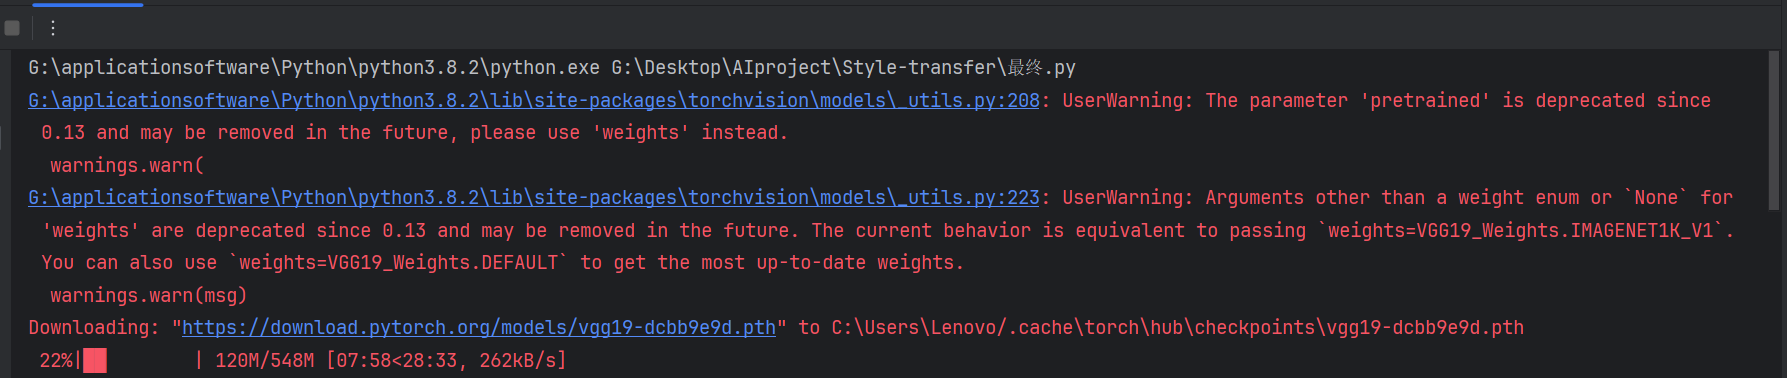 G:\applicationsoftware\Python\python3.8.2\python.exe G:\Desktop\AIproject\Style-transfer\最终.py
G:\applicationsoftware\Python\python3.8.2\lib\site-packages\torchvision\models\_utils.py:208: UserWarning: The parameter 'pretrained' is deprecated since
0.13 and may be removed in the future, please use 'weights' instead.
warnings.warn(
G:\applicationsoftware\Python\python3.8.2\lib\site-packages\torchvision\models\_utils.py:223: UserWarning: Arguments other than a weight enum or `None` for
'weights' are deprecated since 0.13 and may be removed in the future. The current behavior is equivalent to passing `weights=VGG19_Weights.IMAGENET1K_V1`.
You can also use `weights=VGG19_Weights.DEFAULT` to get the most up-to-date weights.
warnings.warn(msg)
Downloading: "https://download.pytorch.org/models/vgg19-dcbb9e9d.pth" to C:\Users\Lenovo/.cache\torch\hub\checkpoints\vgg19-dcbb9e9d.pth
22%|██        | 120M/548M [07:58<28:33, 262kB/s]